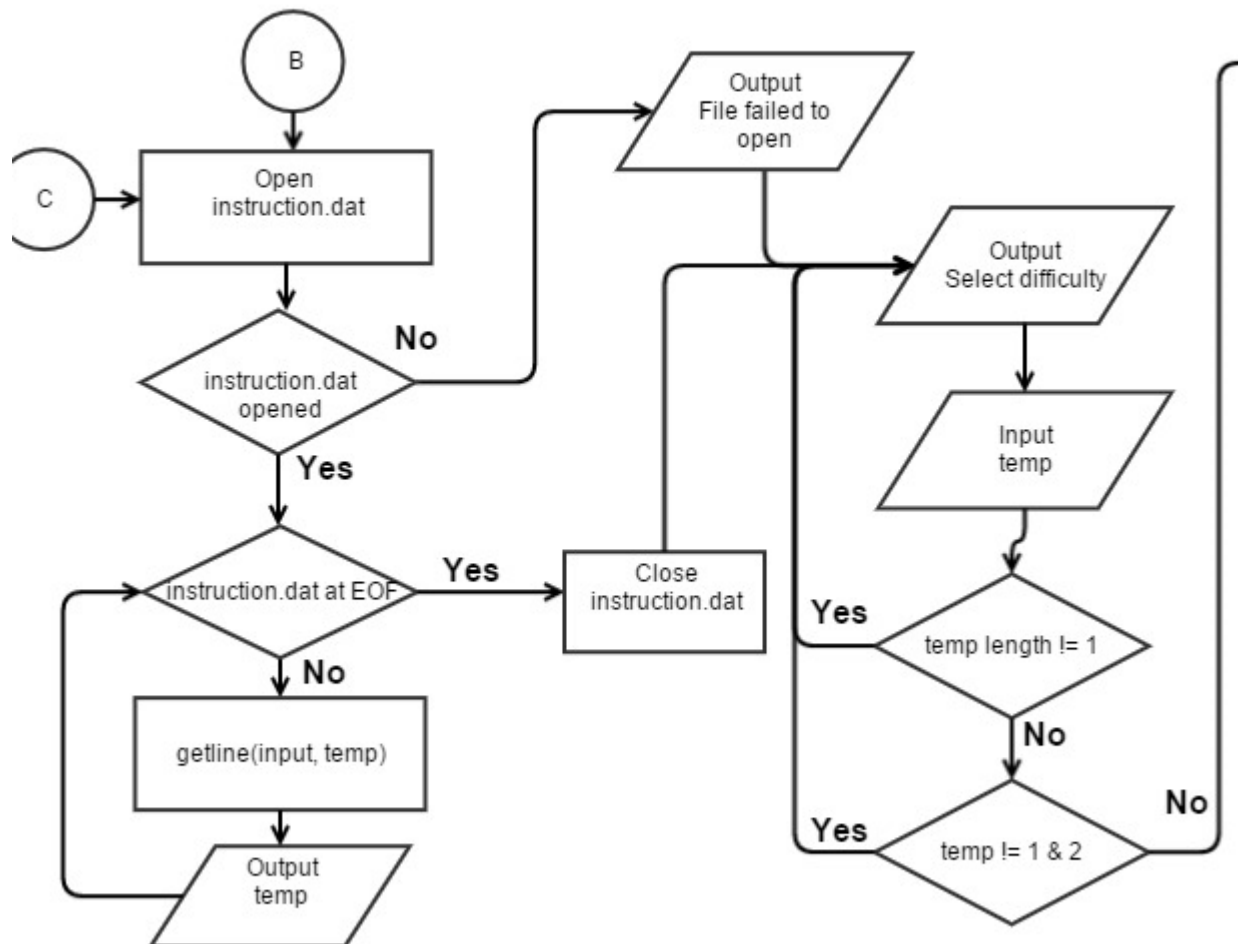 B
C
Open
instruction.dat
instruction.dat
opened
No
Yes
instruction.dat at EOF
Yes
No
getline(input, temp)
Output
temp
Close
instruction.dat
Output
File failed to
open
Output
Select difficulty
Input
temp
temp length != 1
Yes
No
temp != 1 & 2
Yes
No